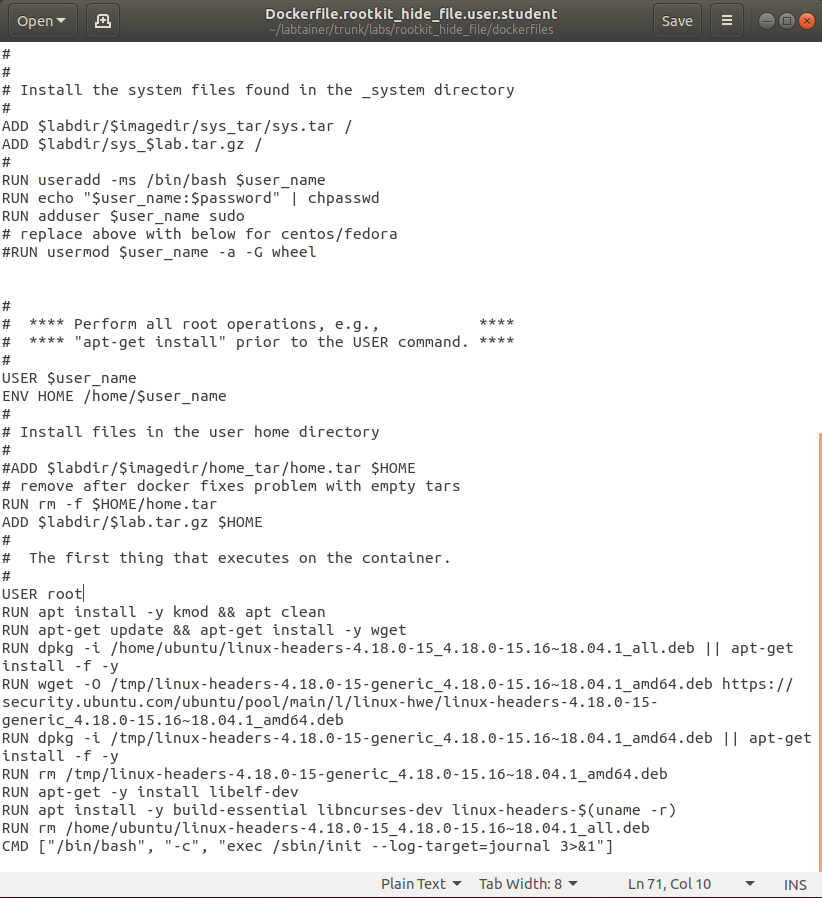 Open
Dockerfile.rootkit_hide_file.user.student
~/labtainer/trunk/labs/rootkit_hide_file/dockerfiles
Save
#
#
# Install the system files found in the _system directory
#
ADD $labdir/$imagedir/sys_tar/sys.tar /
ADD $labdir/sys_$lab.tar.gz /
#
RUN useradd -ms /bin/bash $user_name
RUN echo "$user_name:$password" | chpasswd
RUN adduser $user_name sudo
# replace above with below for centos/fedora
#RUN usermod $user_name -a -G wheel
#
#  **** Perform all root operations, e.g.,           ****
#  **** "apt-get install" prior to the USER command. ****
#
USER $user_name
ENV HOME /home/$user_name
#
# Install files in the user home directory
#
#ADD $labdir/$imagedir/home_tar/home.tar $HOME
# remove after docker fixes problem with empty tars
RUN rm -f $HOME/home.tar
ADD $labdir/$lab.tar.gz $HOME
#
#  The first thing that executes on the container.
#
USER root
RUN apt install -y kmod && apt clean
RUN apt-get update && apt-get install -y wget
RUN dpkg -i /home/ubuntu/linux-headers-4.18.0-15_4.18.0-15.16~18.04.1_all.deb || apt-get
install -f -y
RUN wget -O /tmp/linux-headers-4.18.0-15-generic_4.18.0-15.16~18.04.1_amd64.deb https://
security.ubuntu.com/ubuntu/pool/main/l/linux-hwe/linux-headers-4.18.0-15-
generic_4.18.0-15.16~18.04.1_amd64.deb
RUN dpkg -i /tmp/linux-headers-4.18.0-15-generic_4.18.0-15.16~18.04.1_amd64.deb || apt-get
install -f -y
RUN rm /tmp/linux-headers-4.18.0-15-generic_4.18.0-15.16~18.04.1_amd64.deb
RUN apt-get -y install libelf-dev
RUN apt install -y build-essential libncurses-dev linux-headers-$(uname -r)
RUN rm /home/ubuntu/linux-headers-4.18.0-15_4.18.0-15.16~18.04.1_all.deb
CMD ["/bin/bash", "-c", "exec /sbin/init --log-target=journal 3>&1"]
Plain Text
Tab Width: 8
Ln 71, Col 10
INS